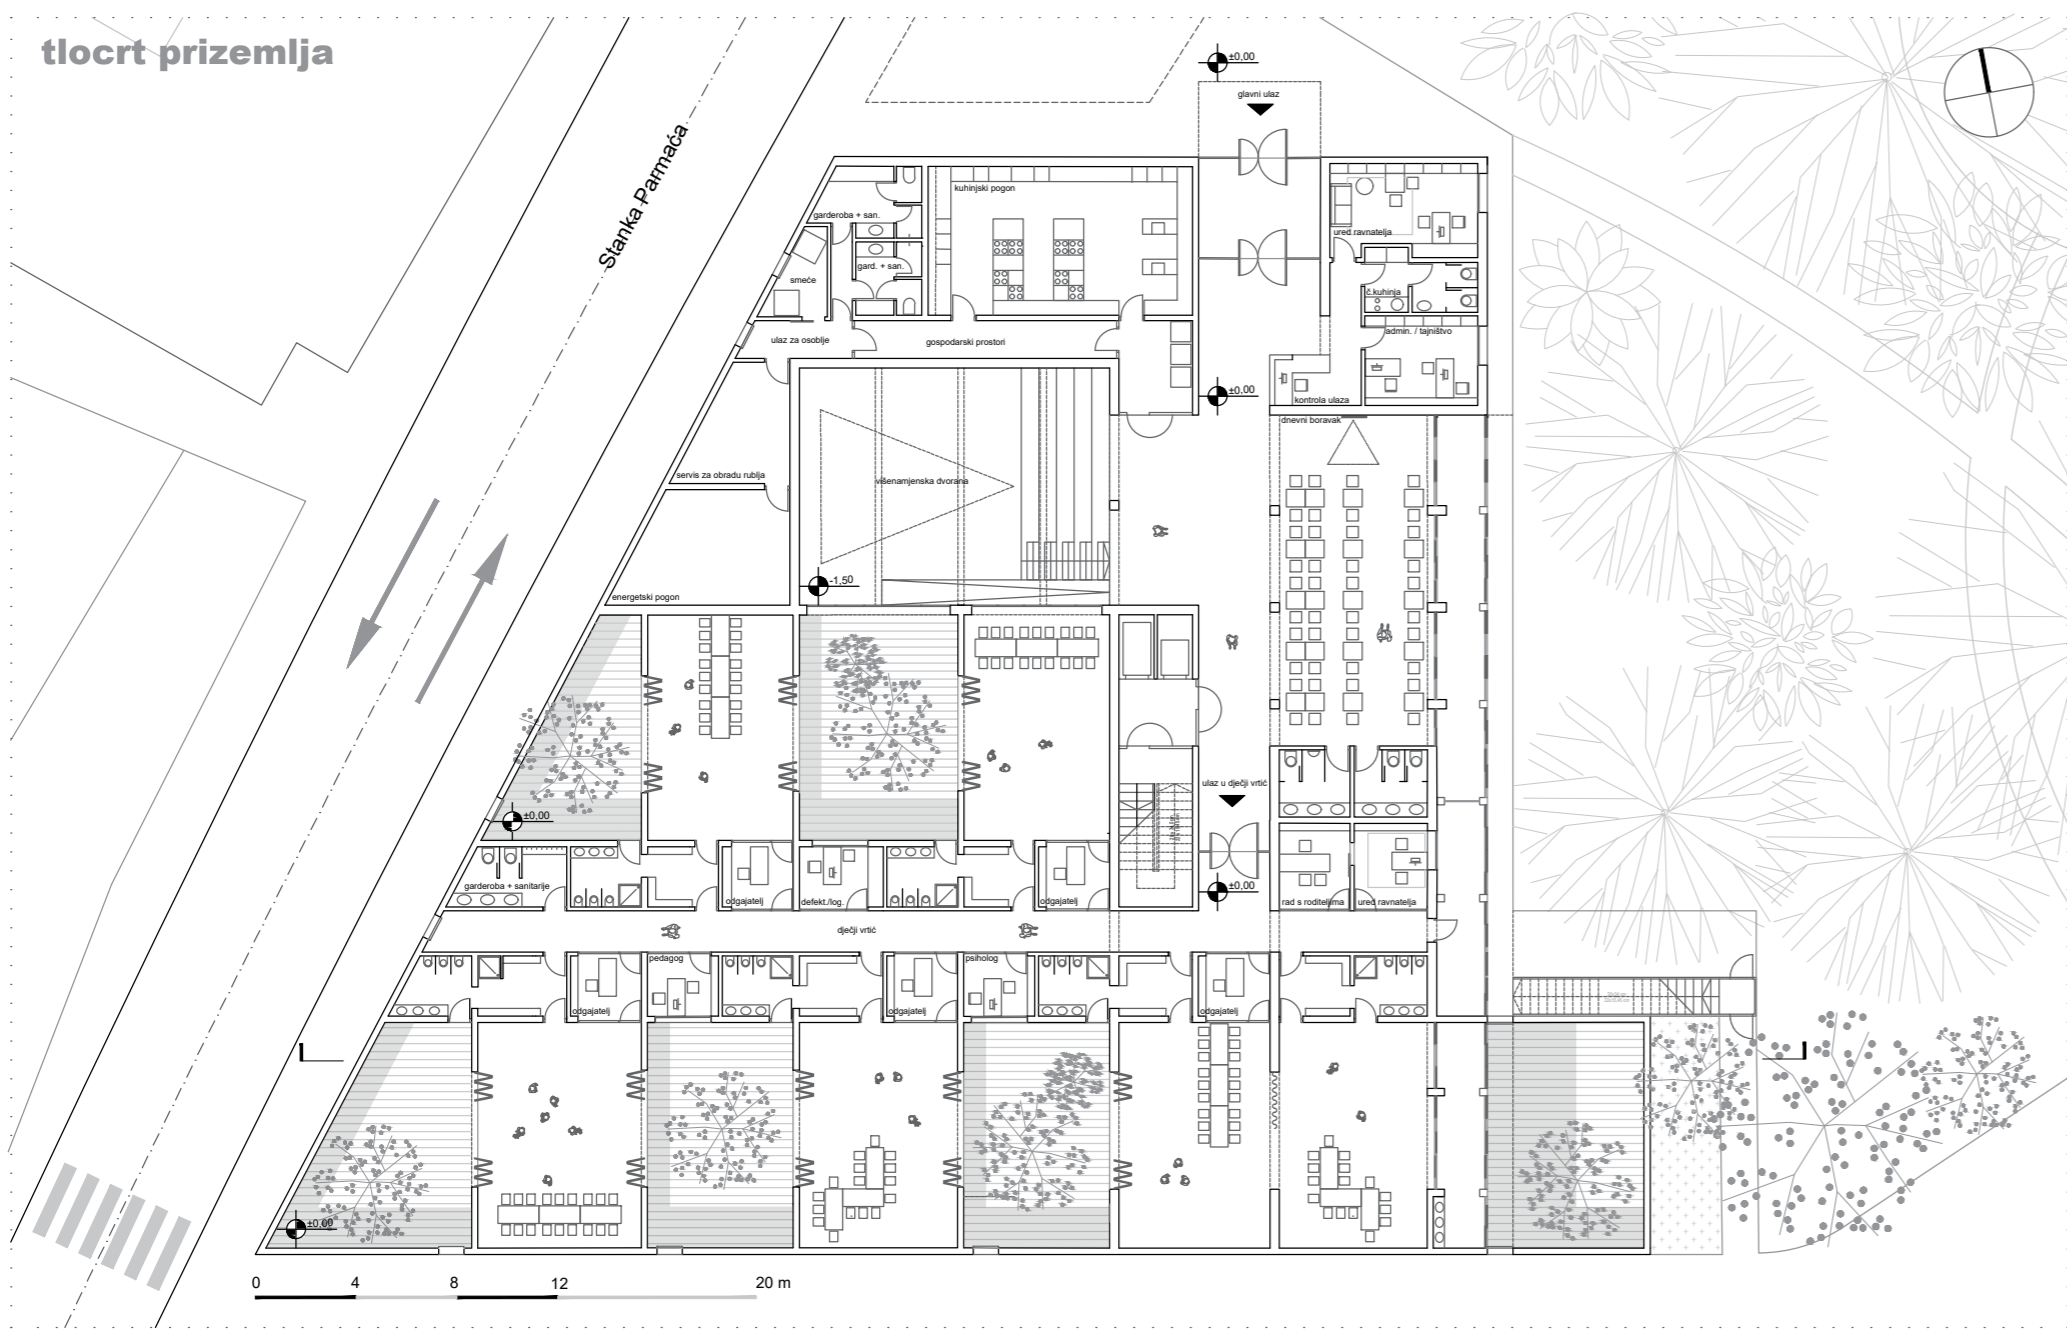 tlocrt prizemlja
Stanka Parmaća
±0,00
glavni ulaz
kuhinjski pogon
garderoba + san.
ured ravnatelja
gard. + san.
smeće
č.kuhinja
admin. / tajništvo
ulaz za osoblje
gospodarski prostori
±0,00
kontrola ulaza
dnevni boravak
servis za obradu rublja
višenamjenska dvorana
-1,50
energetski pogon
ulaz u dječji vrtić
±0,00
garderoba + sanitarije
±0,00
odgajatelj
defekt./log.
odgajatelj
rad s roditeljima
ured ravnatelja
dječji vrtić
pedagog
psiholog
odgajatelj
odgajatelj
odgajatelj
±0,00
0 4 8 12 20 m